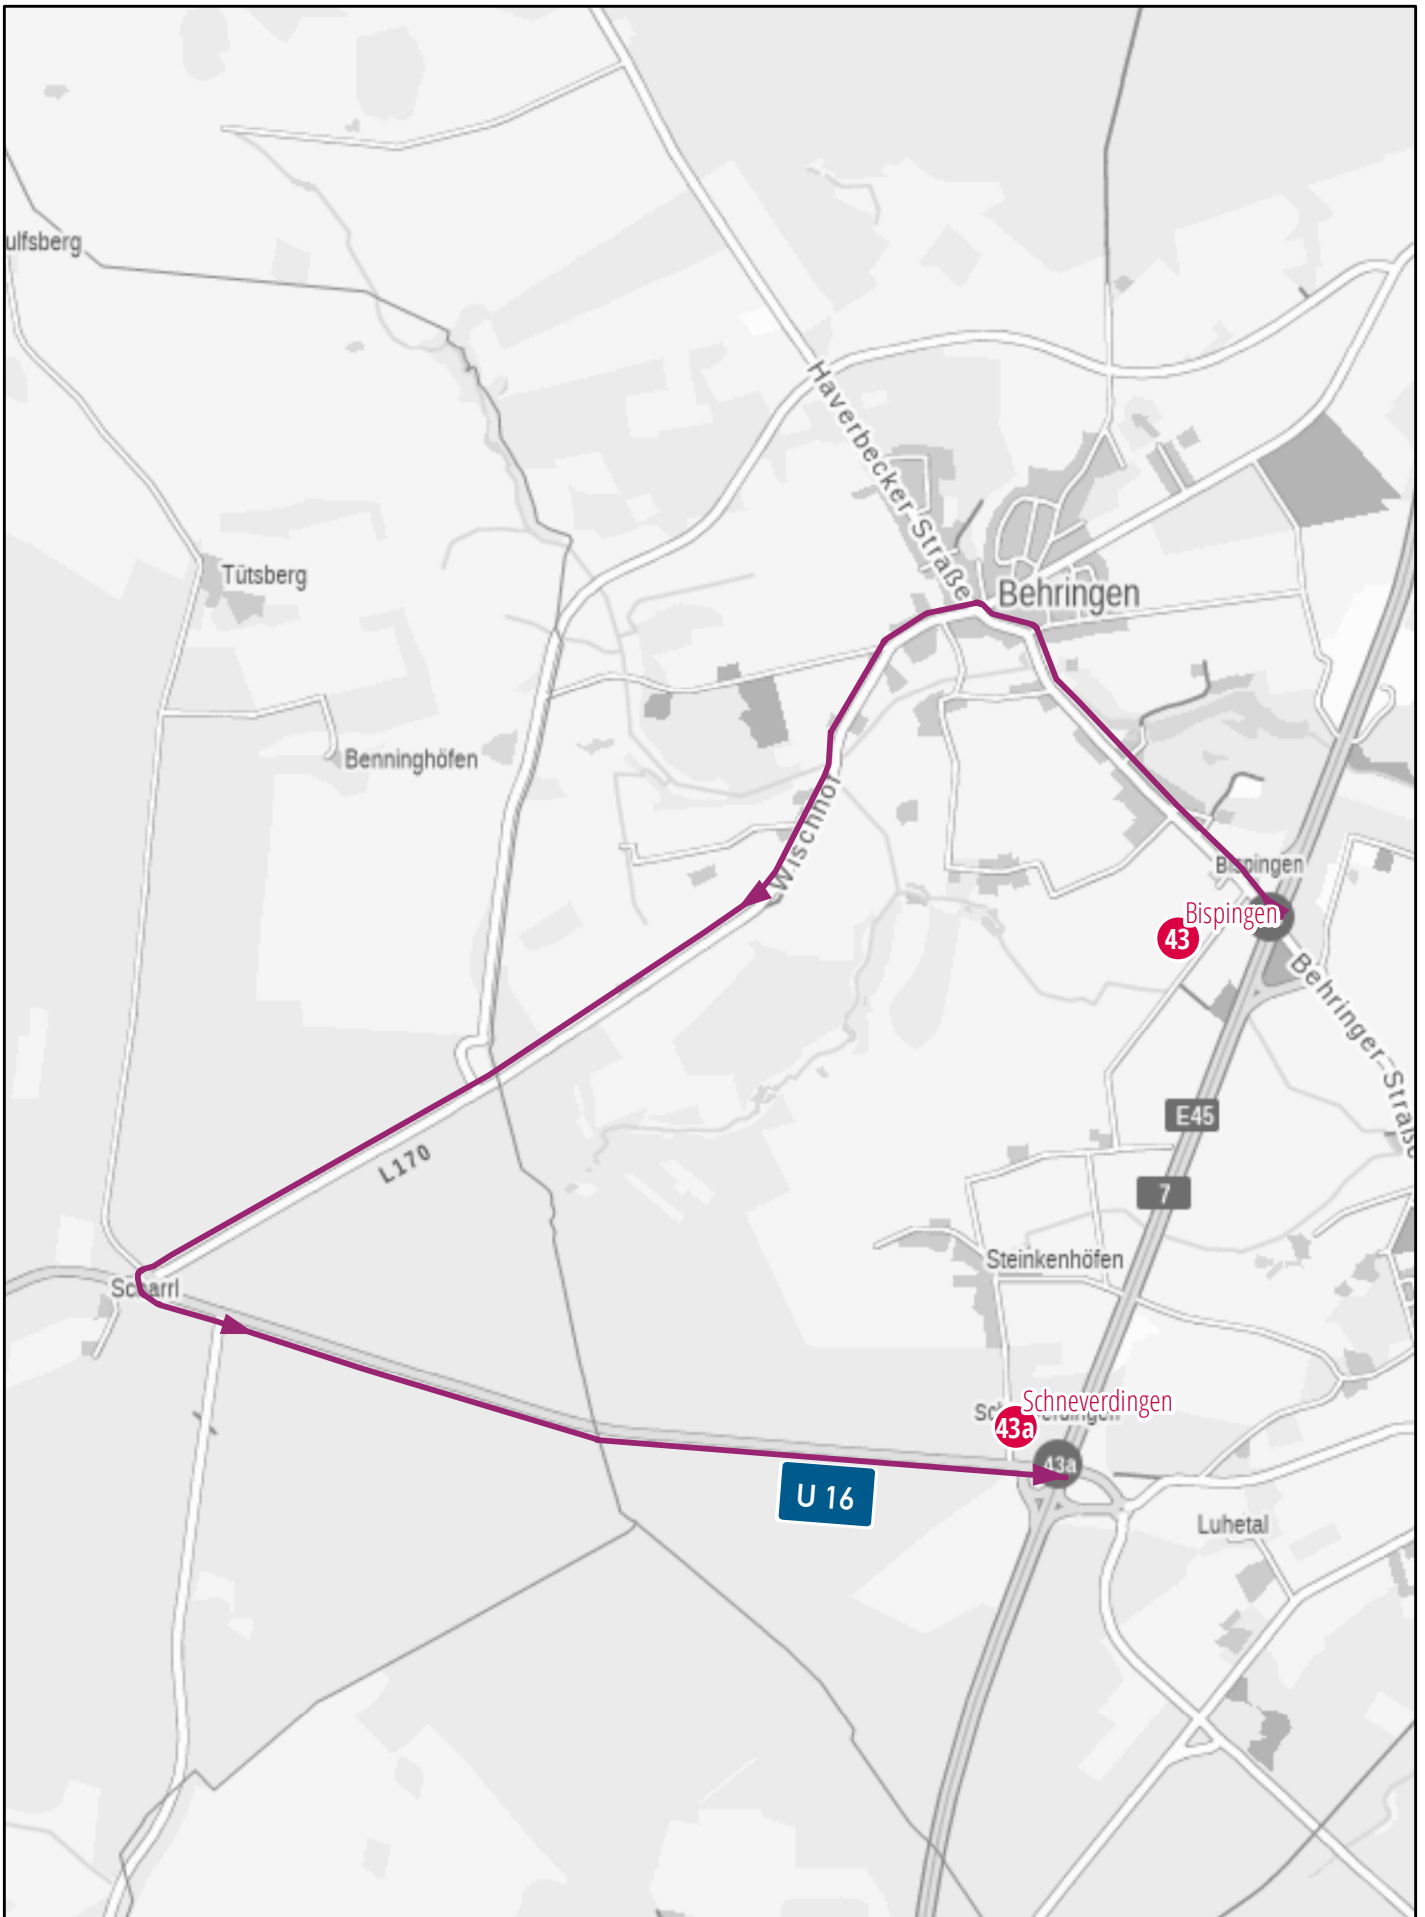 ulfsberg
Haverbecker-Straße
Tütsberg
Behringen
Benninghöfen
Wischhof
Bispingen
Bispingen
43
Behringer-Straße
E45
L170
7
Steinkenhöfen
Scharrl
Schneverdingen
Schneverdingen
43a
43a
U 16
Luhetal